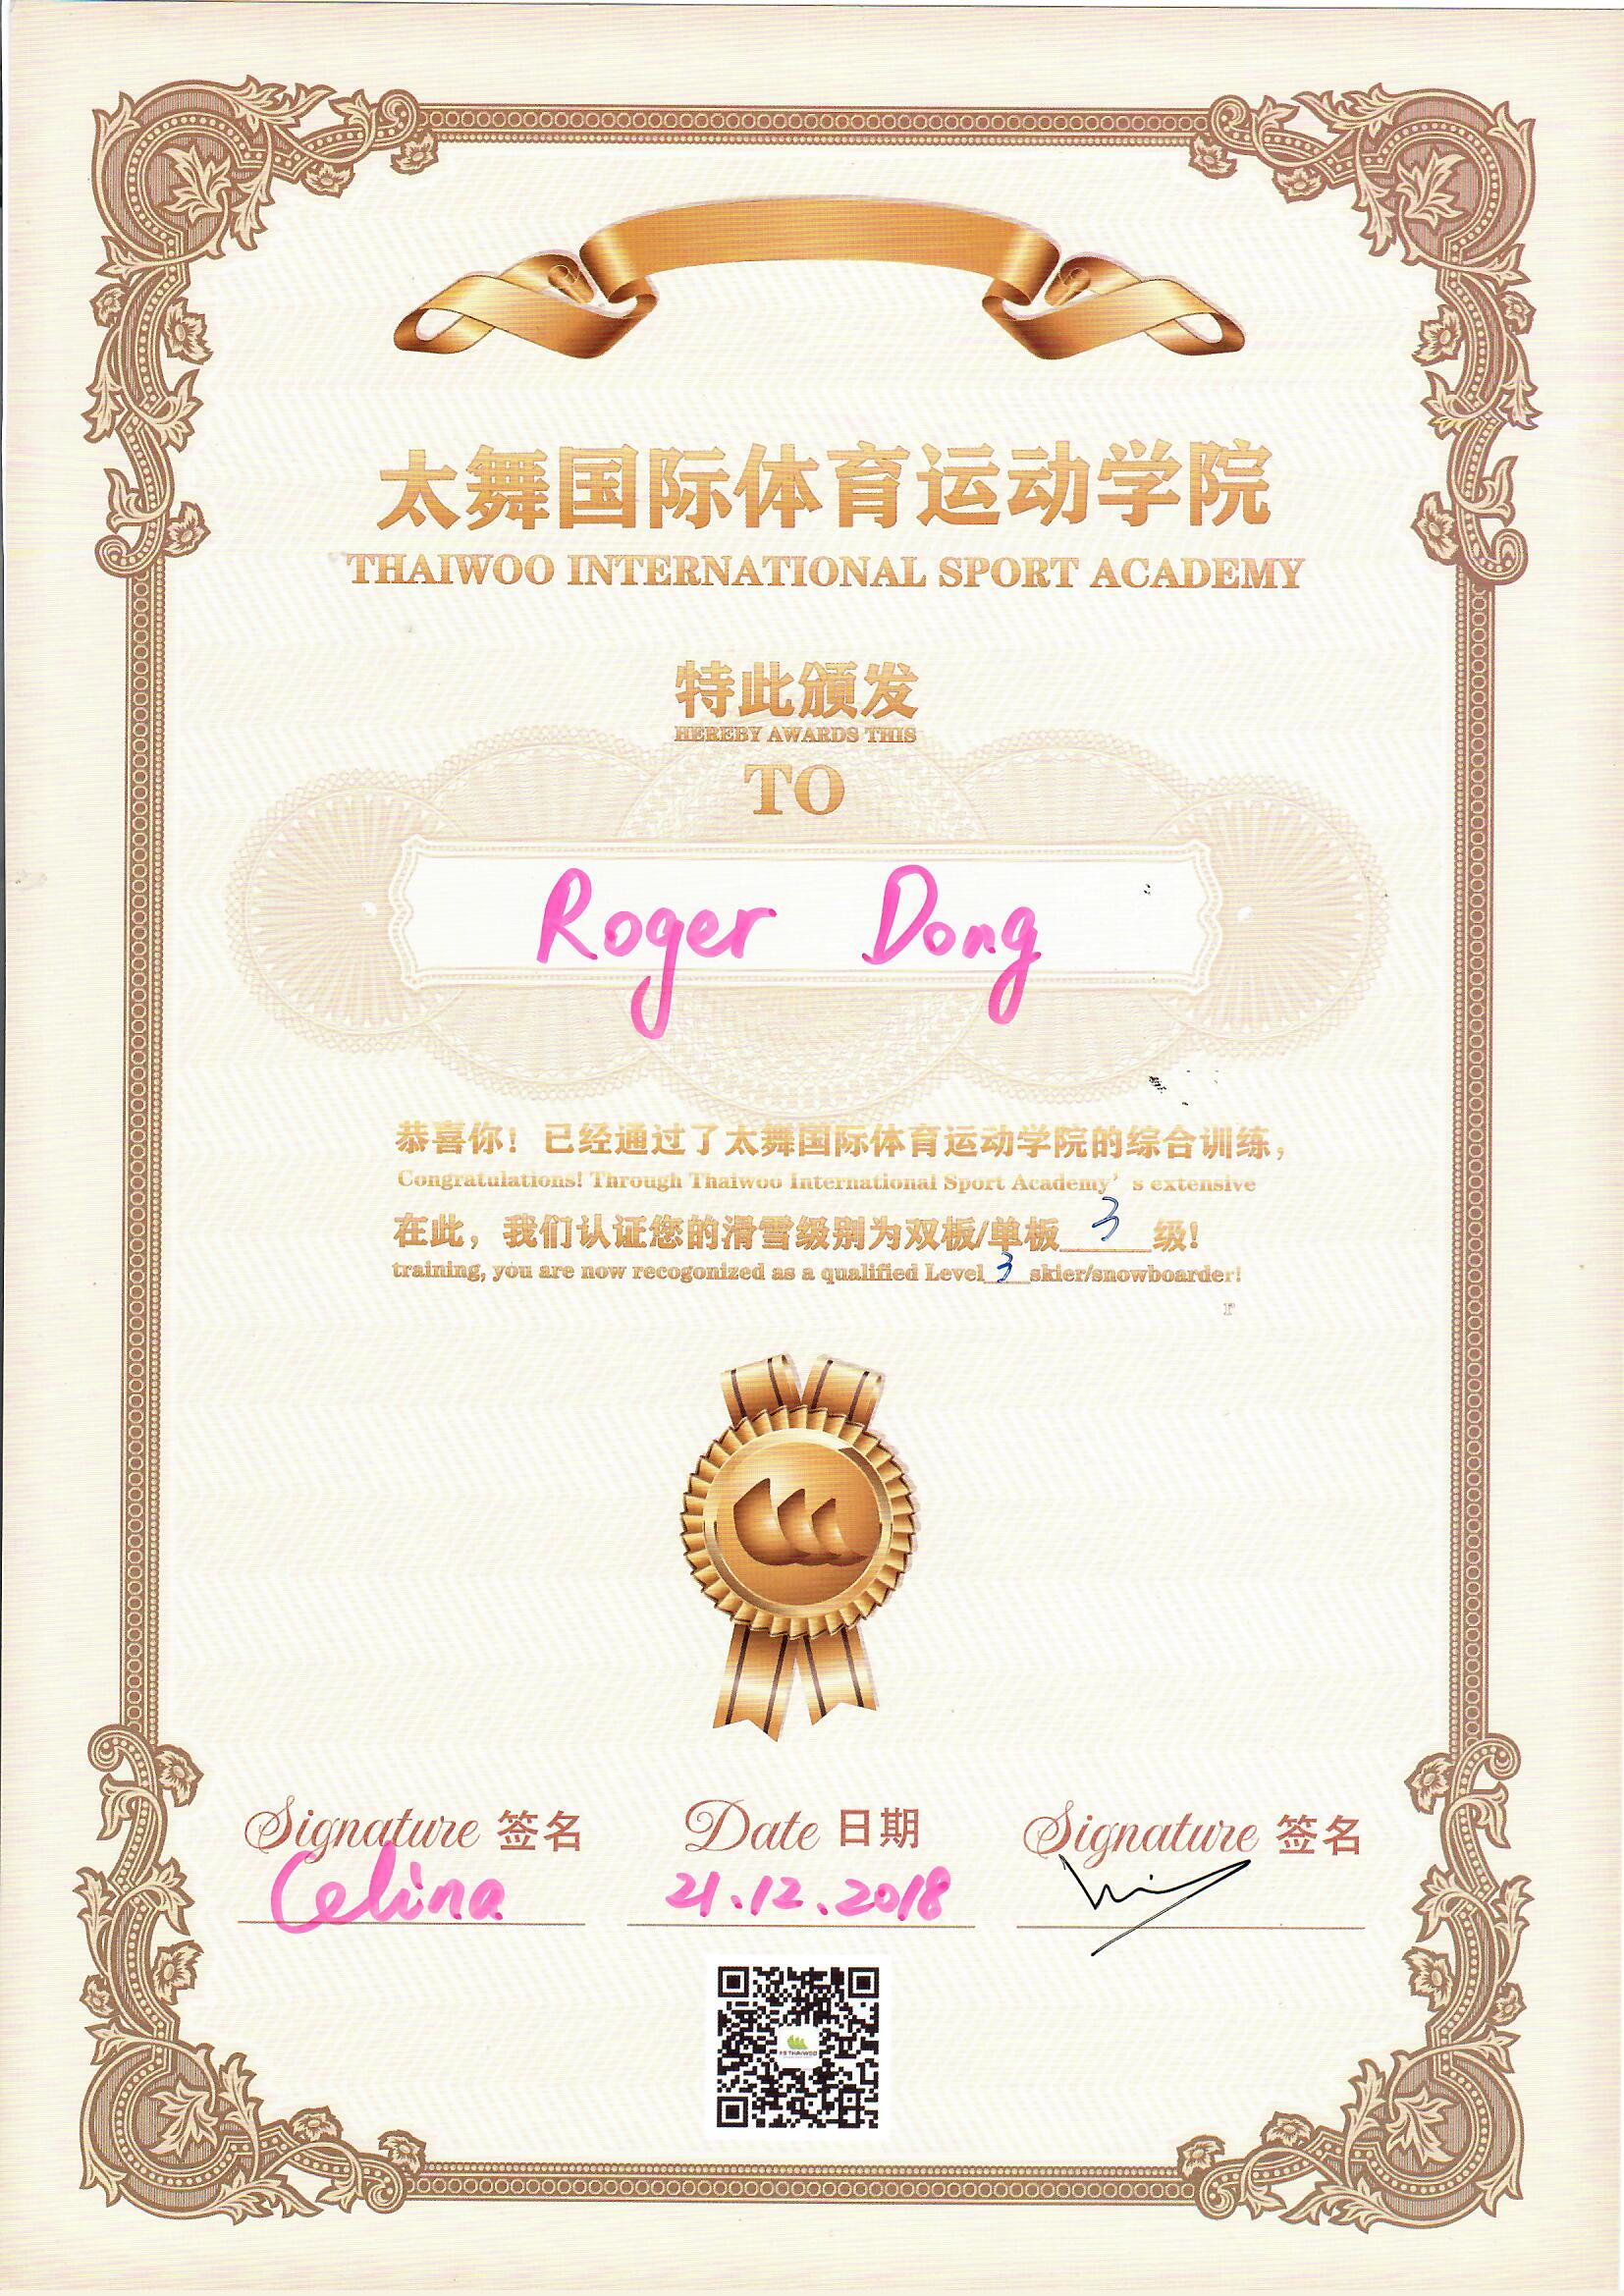 太舞国际体育运动学院
THAIWOO INTERNATIONAL SPORT ACADEMY
特此颁发
HEREBY AWARDS THIS
TO
Roger Dong
恭喜你！已经通过了太舞国际体育运动学院的综合训练，
Congratulations! Through Thaiwoo International Sport Academy’s extensive
在此，我们认证您的滑雪级别为双板/单板 3 级!
training, you are now recogonized as a qualified Level 3 skier/snowboarder!
Signature 签名 Date 日期 Signature 签名
Celina 21.12.2018